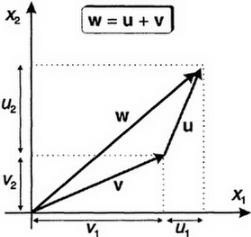 x₂
w = u + v
u₂
w
u
v₂
v
x₁
v₁
u₁